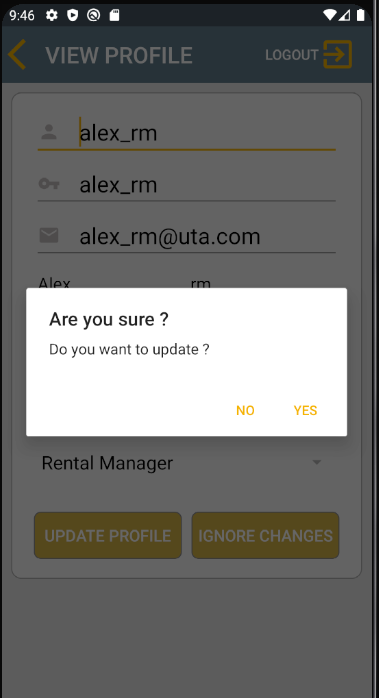 9:46
VIEW PROFILE LOGOUT
alex_rm
alex_rm
alex_rm@uta.com
Alex rm
Are you sure ?
Do you want to update ?
NO YES
Rental Manager
UPDATE PROFILE IGNORE CHANGES